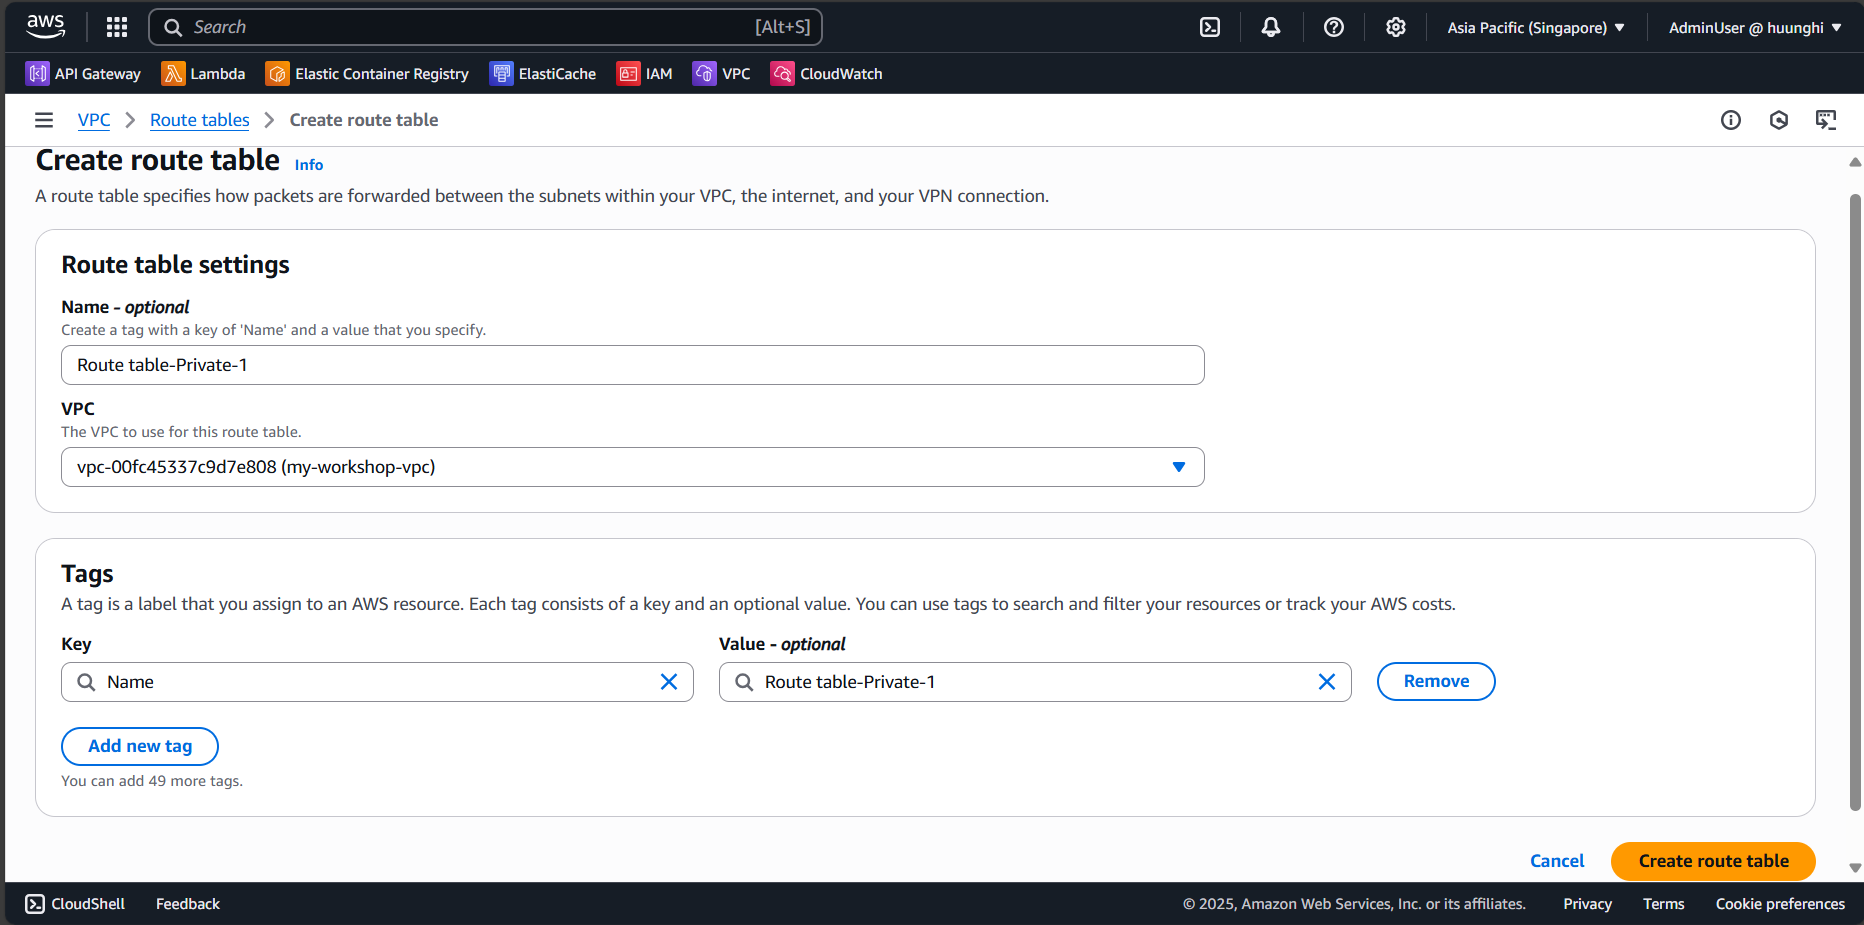 aws
Search [Alt+S]
Asia Pacific (Singapore)
AdminUser @ huunghi
API Gateway
Lambda
Elastic Container Registry
ElastiCache
IAM
VPC
CloudWatch
VPC
Route tables
Create route table
Create route table Info
A route table specifies how packets are forwarded between the subnets within your VPC, the internet, and your VPN connection.
Route table settings
Name - optional
Create a tag with a key of 'Name' and a value that you specify.
Route table-Private-1
VPC
The VPC to use for this route table.
vpc-00fc45337c9d7e808 (my-workshop-vpc)
Tags
A tag is a label that you assign to an AWS resource. Each tag consists of a key and an optional value. You can use tags to search and filter your resources or track your AWS costs.
Key
Value - optional
Name
Route table-Private-1
Remove
Add new tag
You can add 49 more tags.
Cancel
Create route table
CloudShell
Feedback
© 2025, Amazon Web Services, Inc. or its affiliates.
Privacy
Terms
Cookie preferences